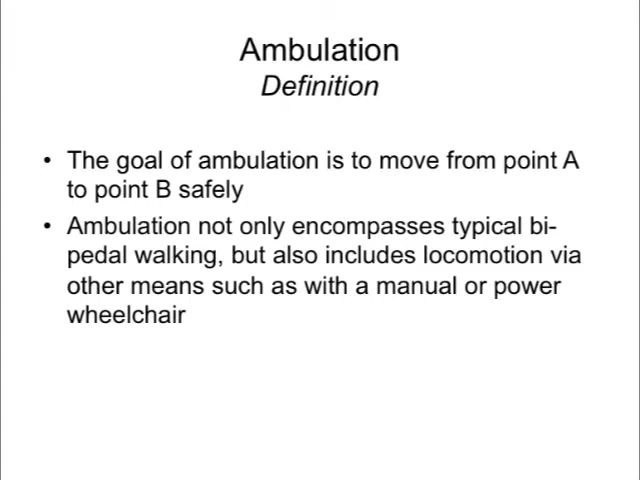 Ambulation
Definition
• The goal of ambulation is to move from point A
to point B safely
• Ambulation not only encompasses typical bi-
pedal walking, but also includes locomotion via
other means such as with a manual or power
wheelchair